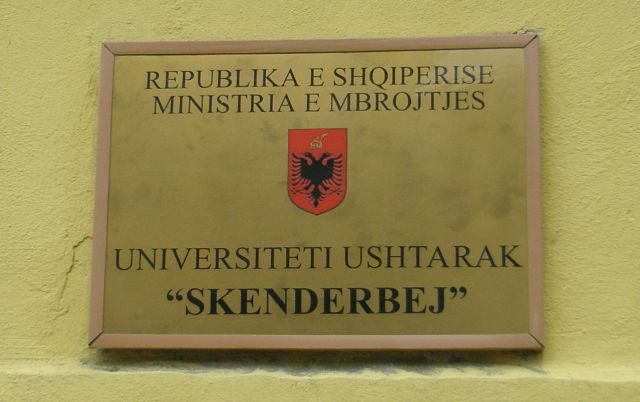 REPUBLIKA E SHQIPERISE
MINISTRIA E MBROJTJES
UNIVERSITETI USHTARAK
“SKENDERBEJ”